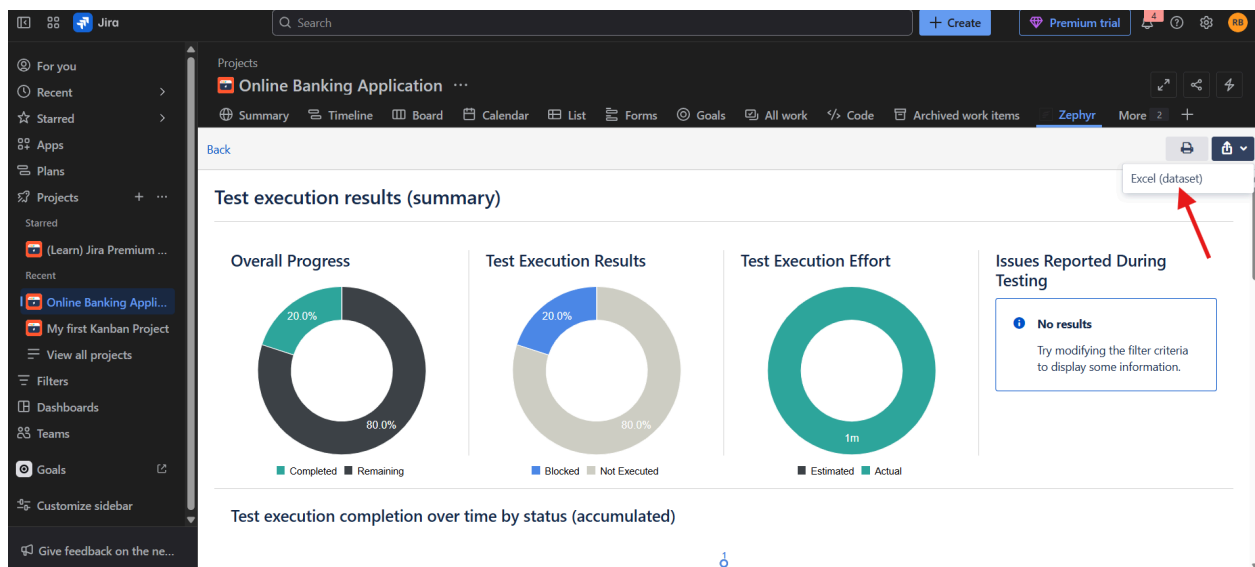 Jira
Search
+ Create
Premium trial
4
RB
For you
Recent
Starred
Apps
Plans
Projects
Starred
(Learn) Jira Premium ...
Recent
Online Banking Appli...
My first Kanban Project
View all projects
Filters
Dashboards
Teams
Goals
Customize sidebar
Give feedback on the ne...
Projects
Online Banking Application ...
Summary Timeline Board Calendar List Forms Goals All work Code Archived work items Zephyr More 2
Back
Excel (dataset)
Test execution results (summary)
Overall Progress
20.0%
80.0%
Completed Remaining
Test Execution Results
20.0%
80.0%
Blocked Not Executed
Test Execution Effort
1m
Estimated Actual
Issues Reported During
Testing
No results
Try modifying the filter criteria
to display some information.
Test execution completion over time by status (accumulated)
1